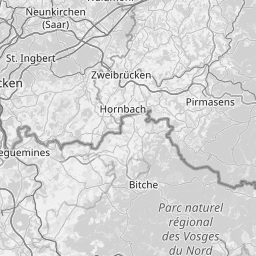 Neunkirchen
(Saar)
St. Ingbert
Zweibrücken
Hornbach
Pirmasens
Bitche
Parc naturel
régional
des Vosges
du Nord